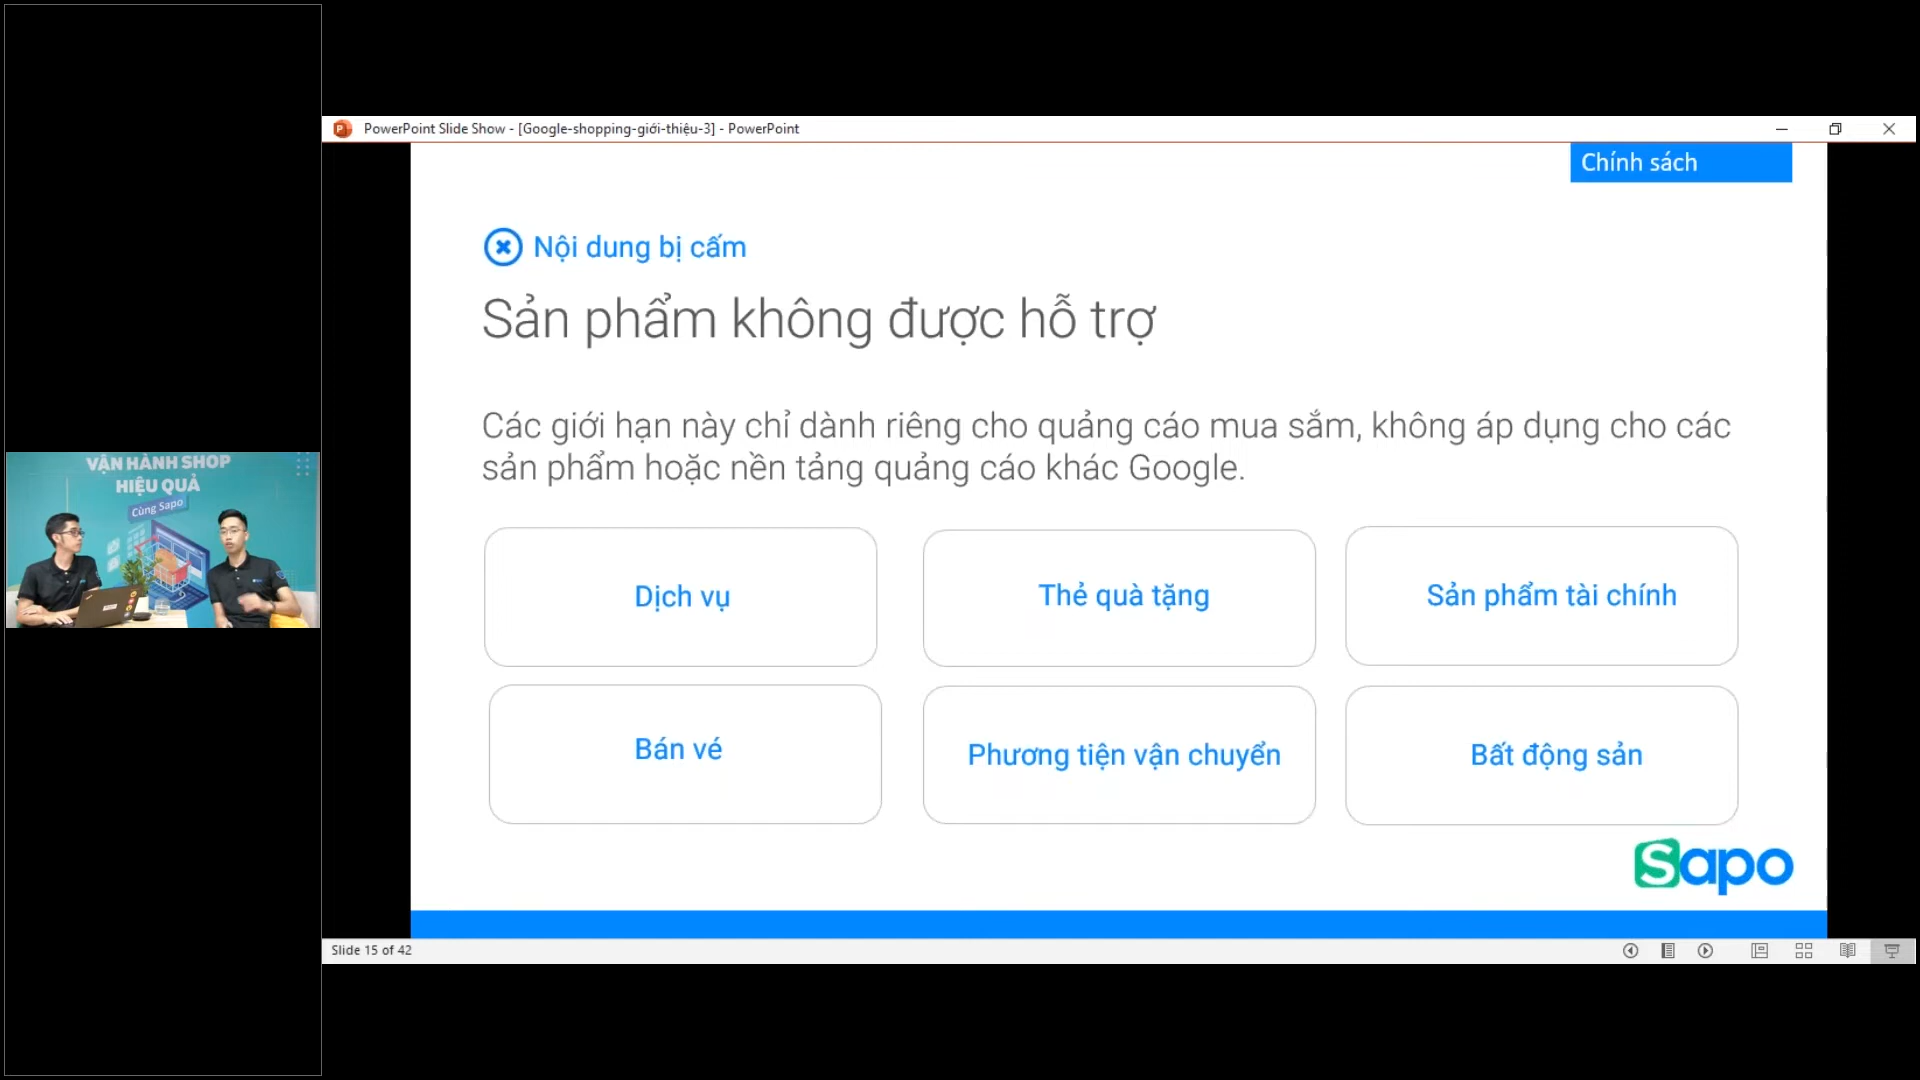 PowerPoint Slide Show - [Google-shopping-giới-thiệu-3] - PowerPoint
Chính sách
Nội dung bị cấm
Sản phẩm không được hỗ trợ
Các giới hạn này chỉ dành riêng cho quảng cáo mua sắm, không áp dụng cho các
sản phẩm hoặc nền tảng quảng cáo khác Google.
Dịch vụ
Thẻ quà tặng
Sản phẩm tài chính
Bán vé
Phương tiện vận chuyển
Bất động sản
Sapo
Slide 15 of 42
VẬN HÀNH SHOP
HIỆU QUẢ
Cùng Sapo